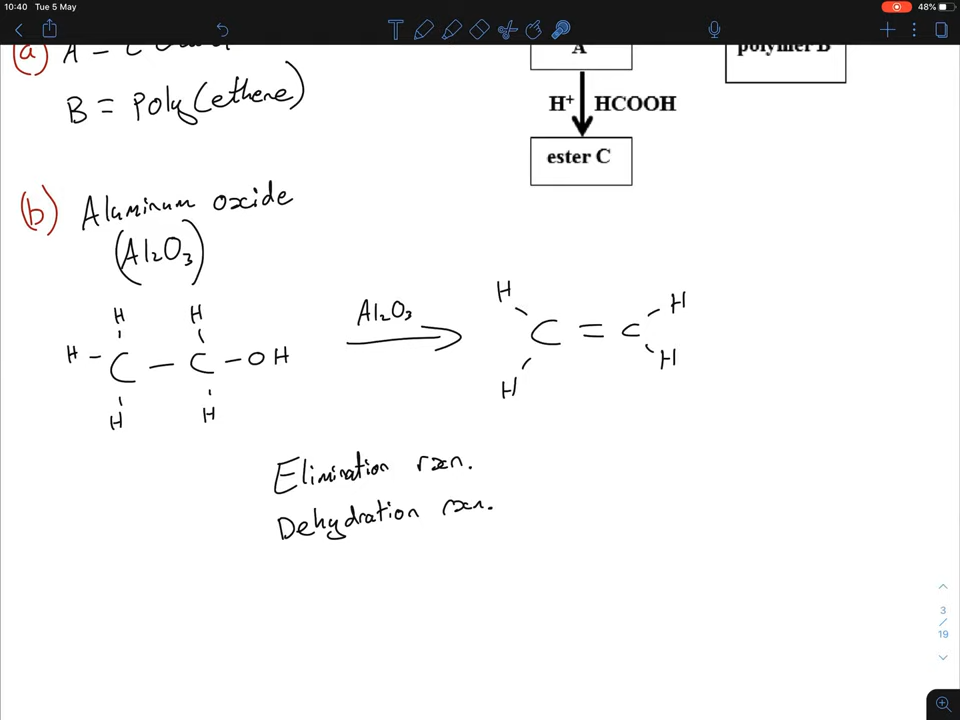 10:40 Tue 5 May
48%
(a) A =
B = Poly(ethene)
A
polymer B
H⁺ HCOOH
ester C
(b) Aluminum oxide
(Al₂O₃)
H H
H - C - C - OH
H H
Al₂O₃
H H
C = C
H H
Elimination rxn.
Dehydration rxn.
3
/
19